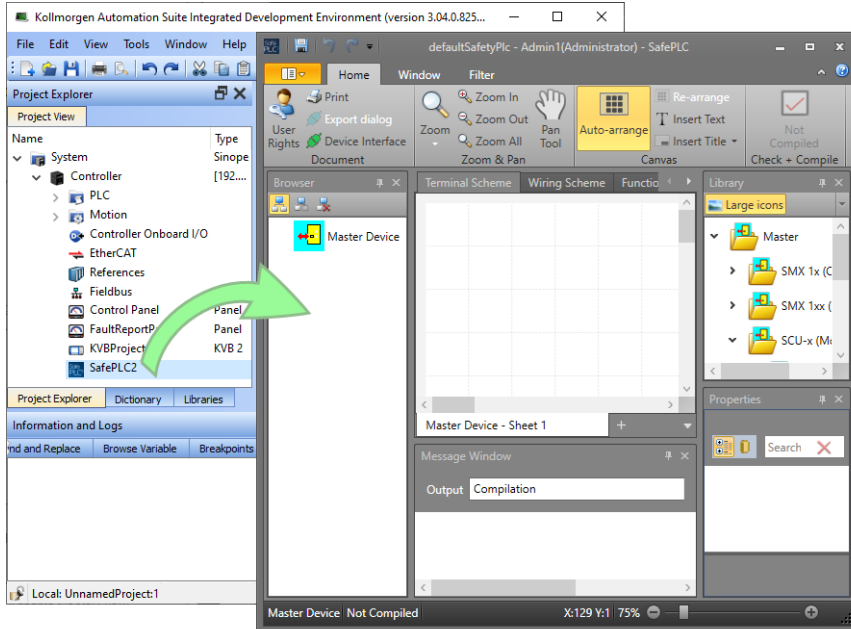 Kollmorgen Automation Suite Integrated Development Environment (version 3.04.0.825...
File Edit View Tools Window Help
Project Explorer
Project View
Name Type
System Sinope
Controller [192....
PLC
Motion
Controller Onboard I/O
EtherCAT
References
Fieldbus
Control Panel Panel
FaultReportP Panel
KVBProject KVB 2
SafePLC2
Project Explorer Dictionary Libraries
Information and Logs
nd and Replace Browse Variable Breakpoints
Local: UnnamedProject:1
defaultSafetyPlc - Admin1(Administrator) - SafePLC
Home Window Filter
User Rights
Print
Export dialog
Device Interface
Document
Zoom
Zoom In
Zoom Out
Zoom All
Pan Tool
Zoom & Pan
Auto-arrange
Re-arrange
Insert Text
Insert Title
Canvas
Not Compiled
Check + Compile
Browser
Master Device
Terminal Scheme Wiring Scheme Functio
Master Device - Sheet 1 +
Message Window
Output Compilation
Library
Large icons
Master
SMX 1x (C
SMX 1xx (
SCU-x (Mo
Properties
Search
Master Device Not Compiled X:129 Y:1 75%